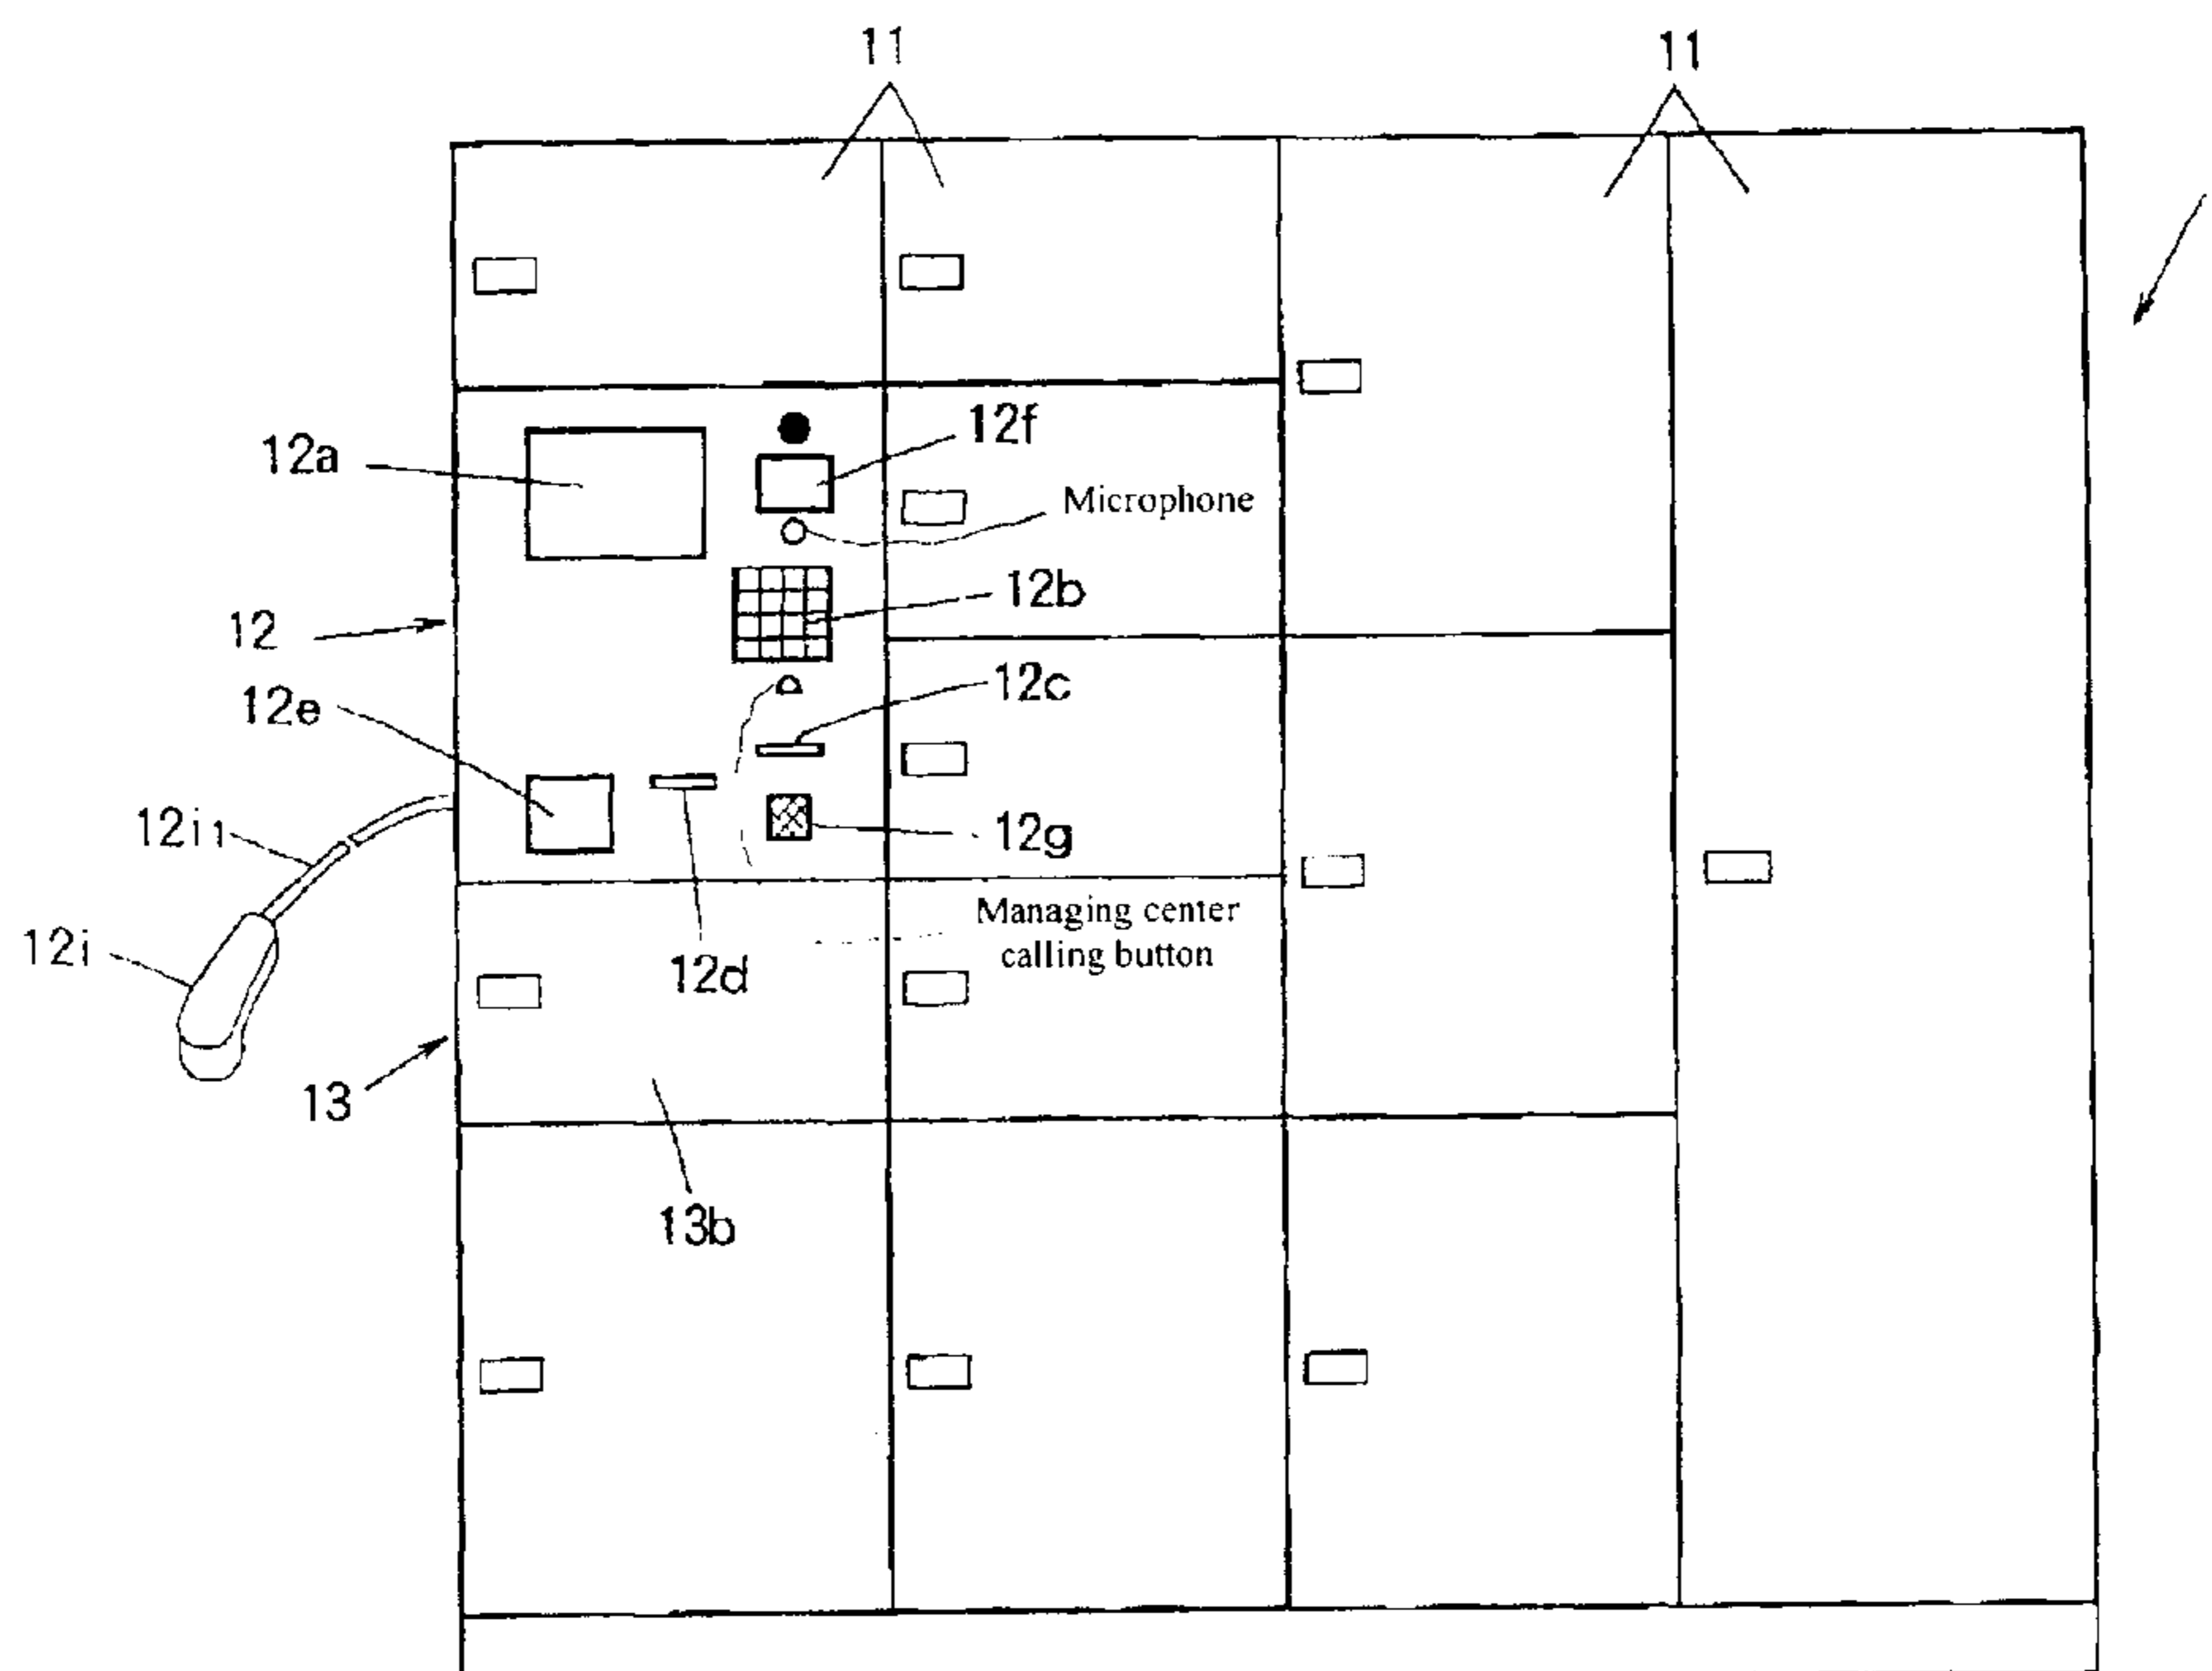 11
11
12a
12f
Microphone
12b
12
12c
12e
12i1
12g
Managing center
calling button
12i
12d
13
13b